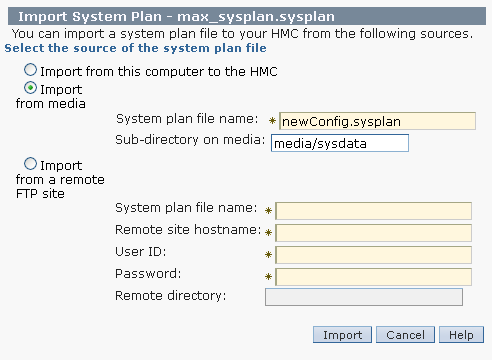 Import System Plan - max_sysplan.sysplan
You can import a system plan file to your HMC from the following sources.
Select the source of the system plan file
Import from this computer to the HMC
Import
from media
System plan file name: * newConfig.sysplan
Sub-directory on media: media/sysdata
Import
from a remote
FTP site
System plan file name: *
Remote site hostname: *
User ID: *
Password: *
Remote directory:
Import Cancel Help